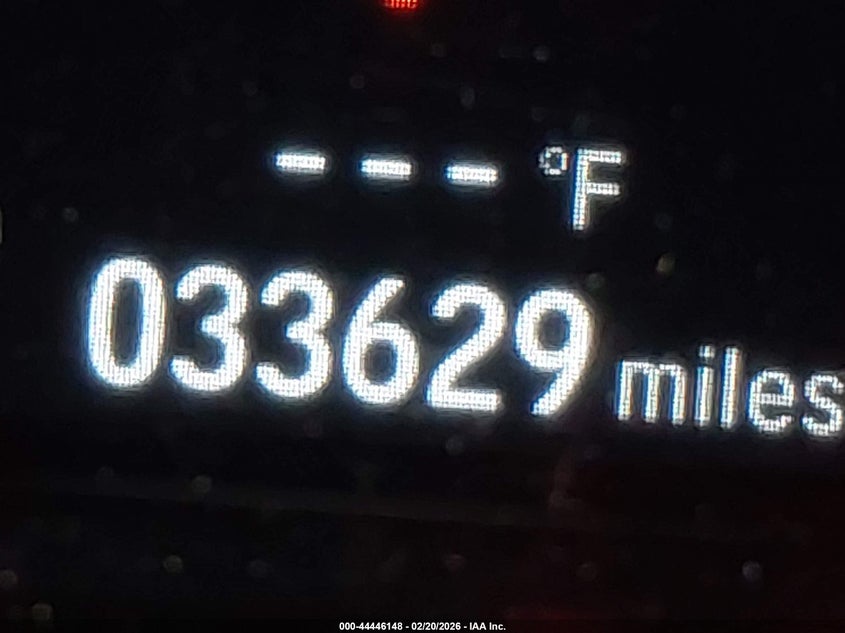 --- °F
033629 miles
000-44446148 - 02/20/2026 - IAA Inc.